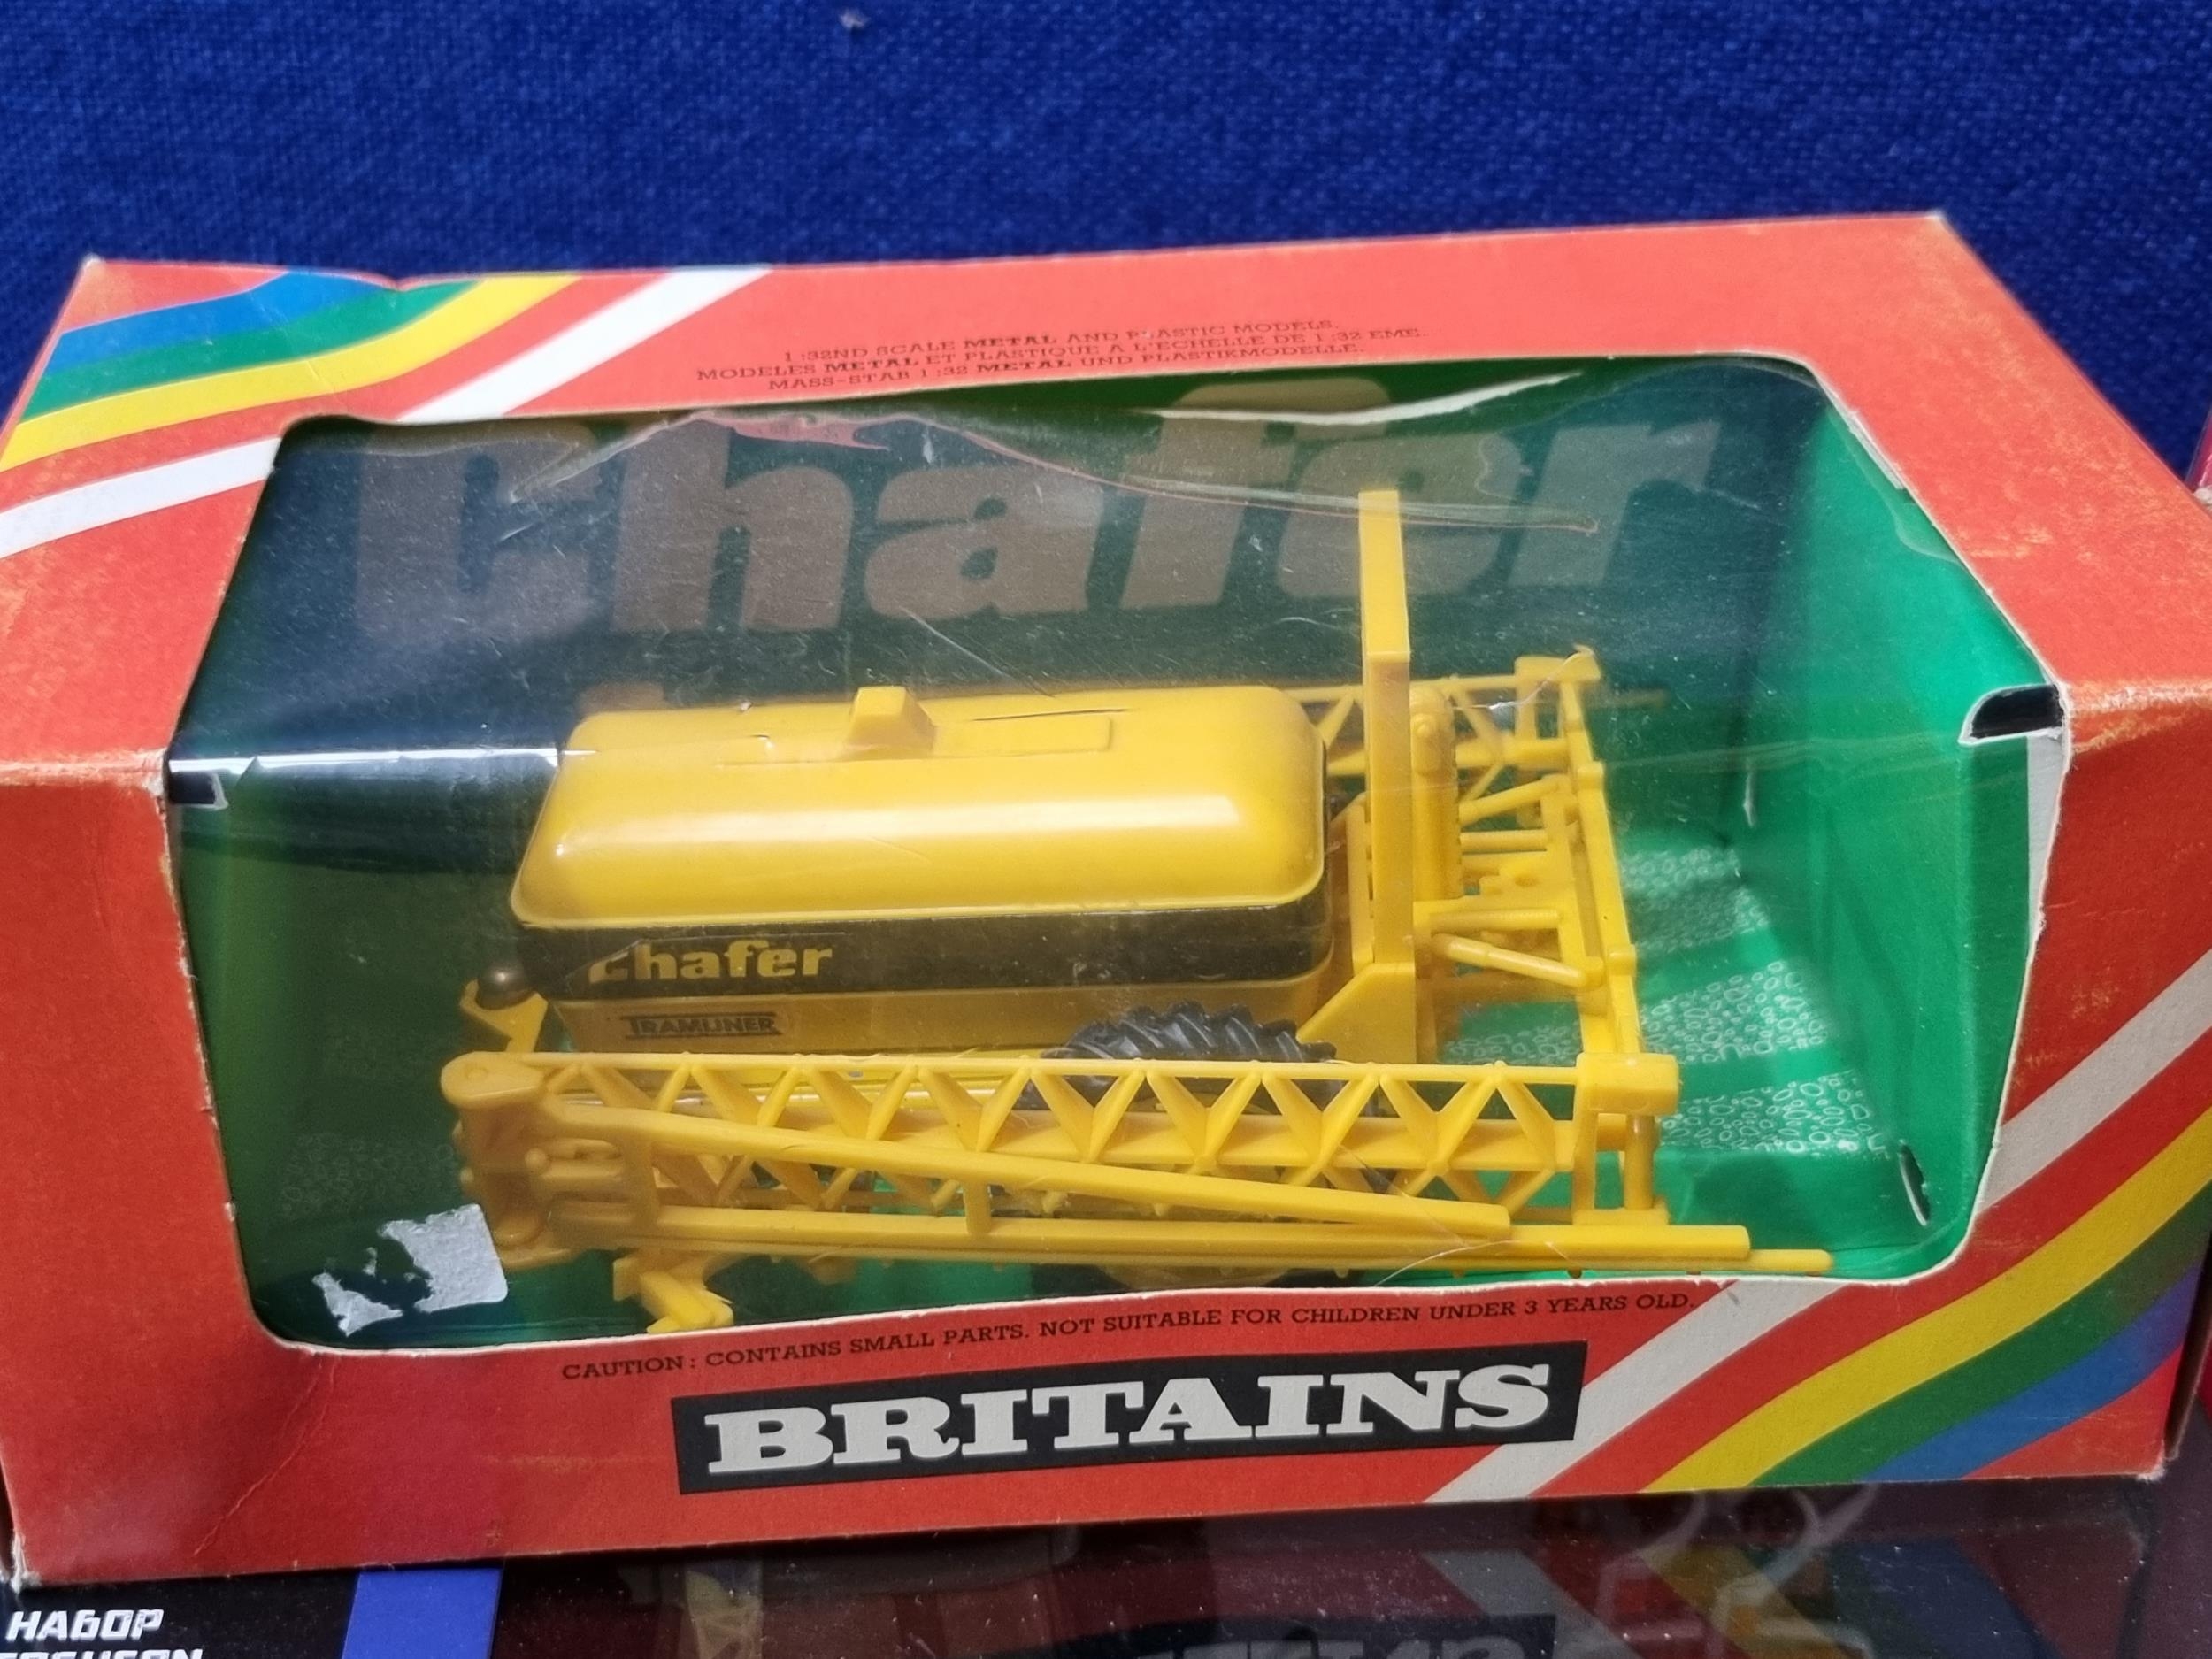 1:32ND SCALE METAL AND PLASTIC MODELS.
MODELES METAL ET PLASTIQUE A L'ECHELLE DE 1:32 EME.
MASS-STAB 1:32 METAL UND PLASTIKMODELLE.
Chafer
chafer
TRAMLINER
CAUTION: CONTAINS SMALL PARTS. NOT SUITABLE FOR CHILDREN UNDER 3 YEARS OLD.
BRITAINS
НАБОР